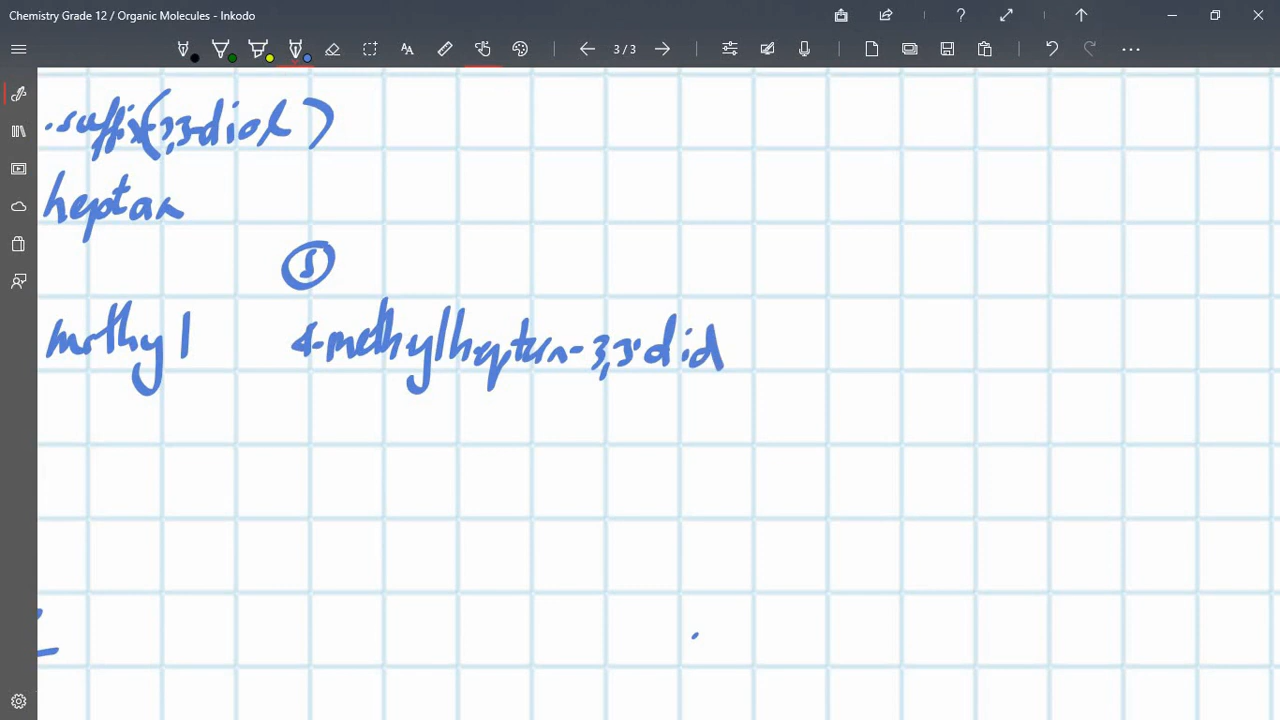 Chemistry Grade 12 / Organic Molecules - Inkodo
3 / 3
.suffix(3,3-diol)
heptan
⑤
methyl 4-methylheptan-3,3-diol